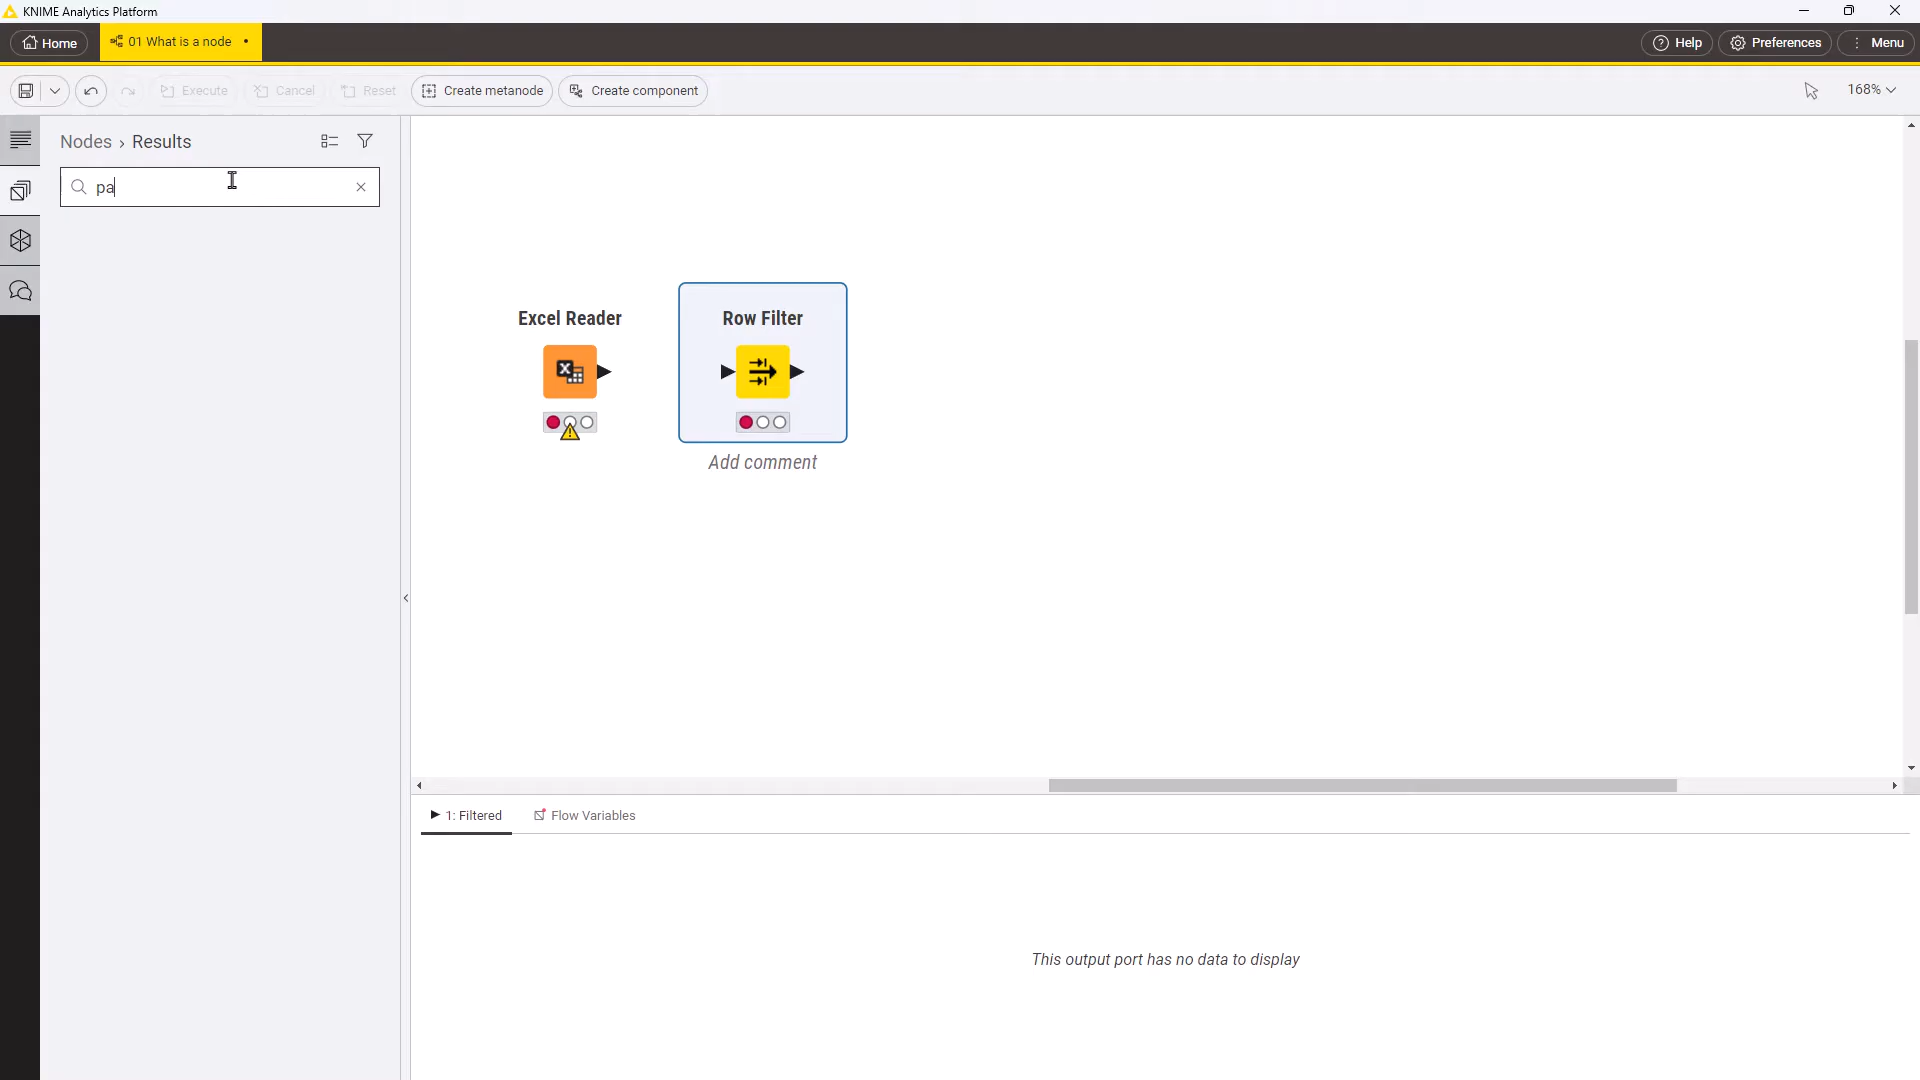 KNIME Analytics Platform
Home
01 What is a node
Help
Preferences
Menu
Execute
Cancel
Reset
Create metanode
Create component
168%
Nodes › Results
pa
Excel Reader
Row Filter
Add comment
1: Filtered
Flow Variables
This output port has no data to display